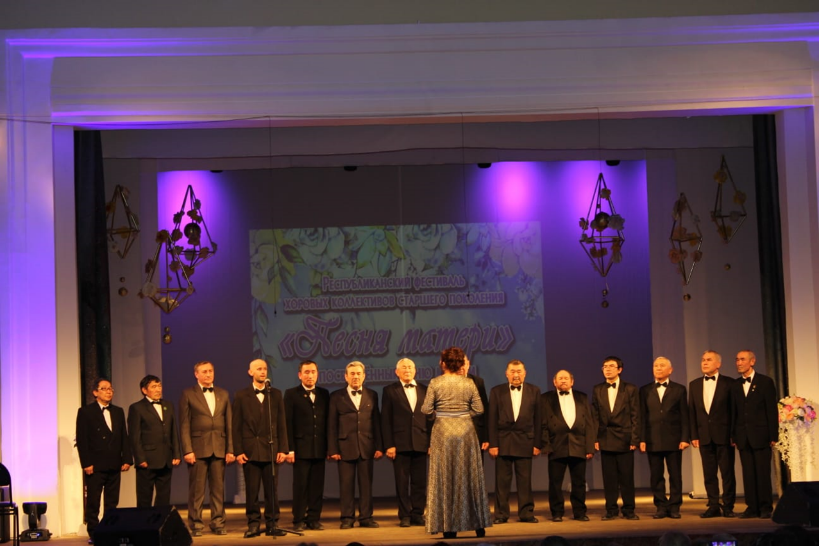 РЕСПУБЛИКАНСКИЙ ФЕСТИВАЛЬ
ХОРОВЫХ КОЛЛЕКТИВОВ СТАРШЕГО ПОКОЛЕНИЯ
«Песня матери»